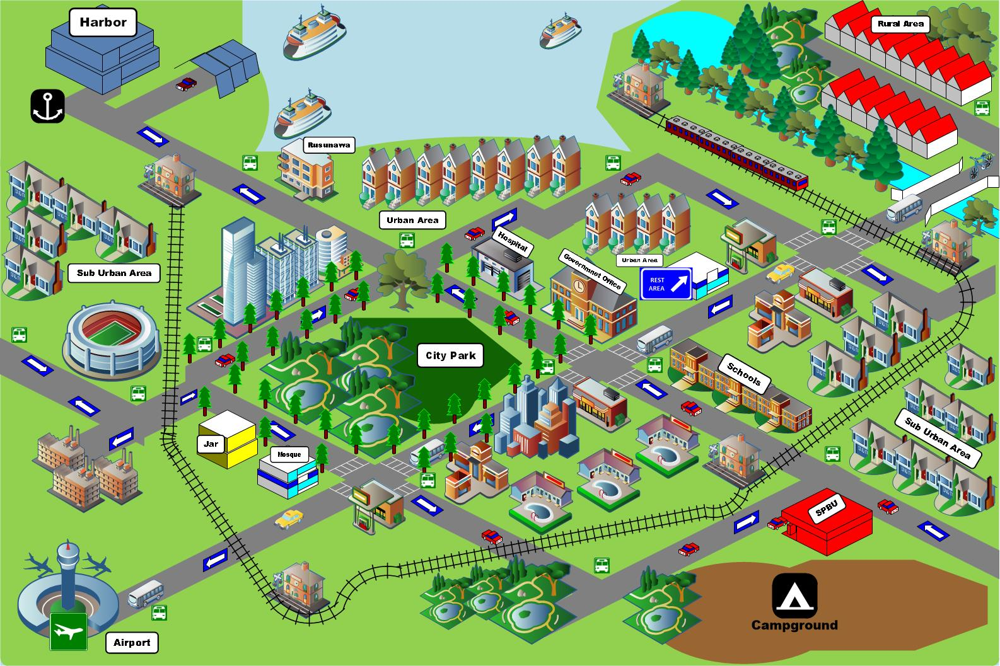 Harbor
Rural Area
Rusunawa
Urban Area
Hospital
Governmnet Office
Urban Area
REST
AREA
Sub Urban Area
City Park
Schools
Jar
Mosque
Sub Urban Area
SPBU
Campground
Airport